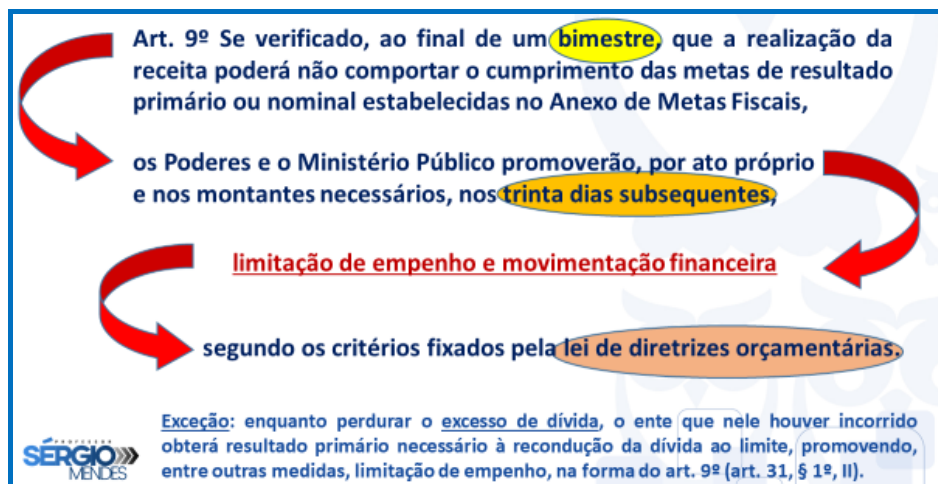 Art. 9º Se verificado, ao final de um bimestre, que a realização da
receita poderá não comportar o cumprimento das metas de resultado
primário ou nominal estabelecidas no Anexo de Metas Fiscais,
os Poderes e o Ministério Público promoverão, por ato próprio
e nos montantes necessários, nos trinta dias subsequentes,
limitação de empenho e movimentação financeira
segundo os critérios fixados pela lei de diretrizes orçamentárias.
Exceção: enquanto perdurar o excesso de dívida, o ente que nele houver incorrido
obterá resultado primário necessário à recondução da dívida ao limite, promovendo,
entre outras medidas, limitação de empenho, na forma do art. 9º (art. 31, § 1º, II).
PROFESSOR
SÉRGIO
MENDES